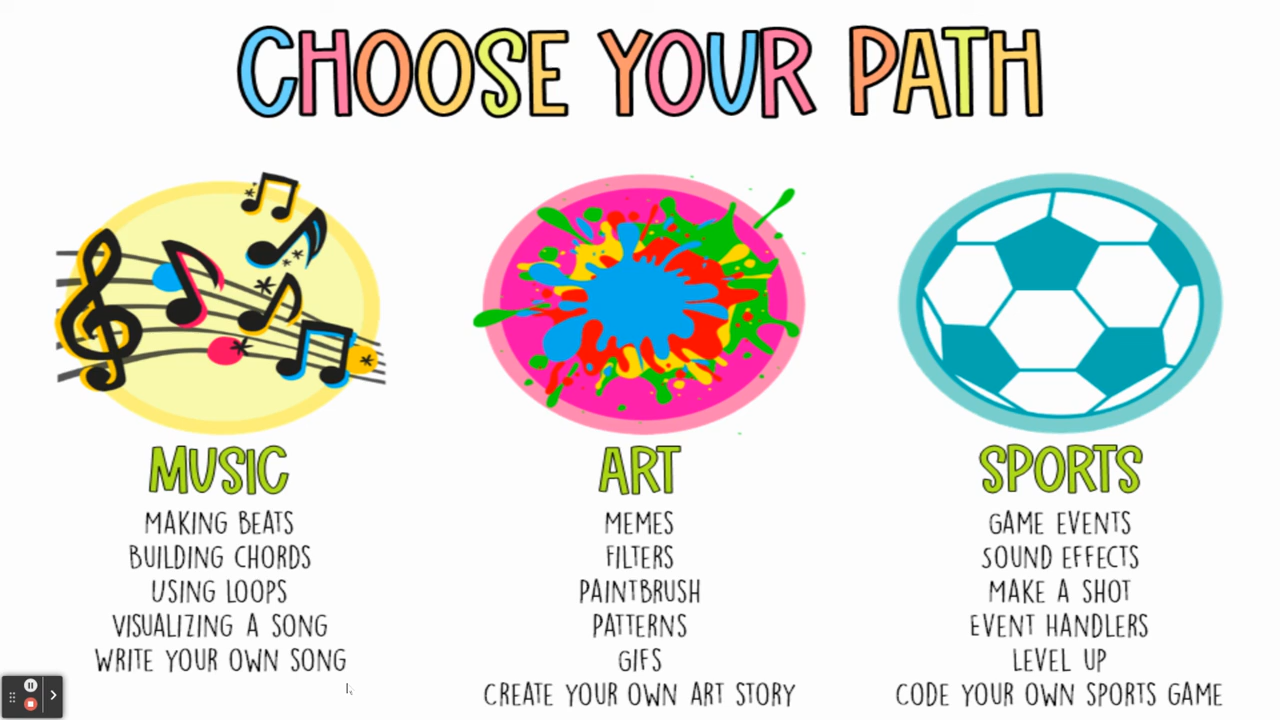 CHOOSE YOUR PATH
MUSIC
MAKING BEATS
BUILDING CHORDS
USING LOOPS
VISUALIZING A SONG
WRITE YOUR OWN SONG
ART
MEMES
FILTERS
PAINTBRUSH
PATTERNS
GIFS
CREATE YOUR OWN ART STORY
SPORTS
GAME EVENTS
SOUND EFFECTS
MAKE A SHOT
EVENT HANDLERS
LEVEL UP
CODE YOUR OWN SPORTS GAME